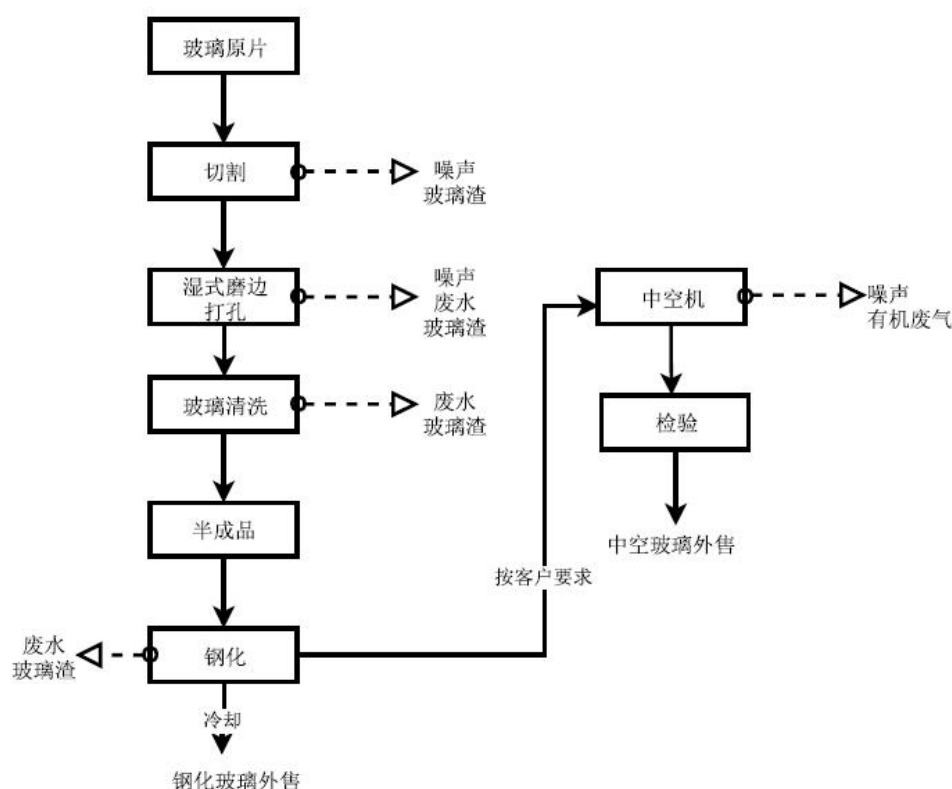 玻璃原片
切割
噪声
玻璃渣
湿式磨边
打孔
噪声
废水
玻璃渣
中空机
噪声
有机废气
玻璃清洗
废水
玻璃渣
检验
半成品
中空玻璃外售
按客户要求
废水
玻璃渣
钢化
冷却
钢化玻璃外售